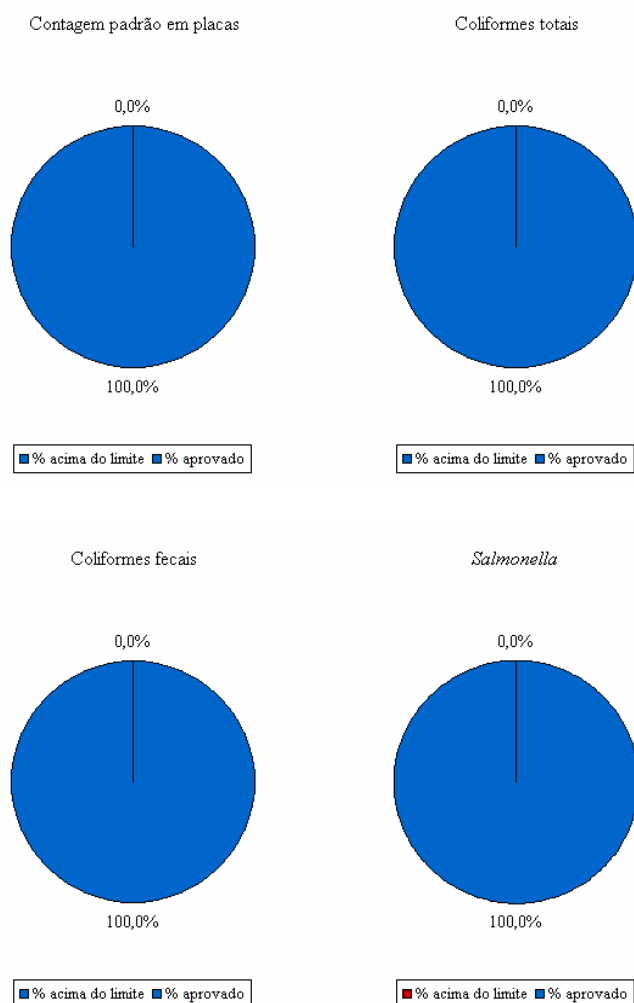 Contagem padrão em placas
0,0%
100,0%
% acima do limite % aprovado
Coliformes totais
0,0%
100,0%
% acima do limite % aprovado
Coliformes fecais
0,0%
100,0%
% acima do limite % aprovado
Salmonella
0,0%
100,0%
% acima do limite % aprovado